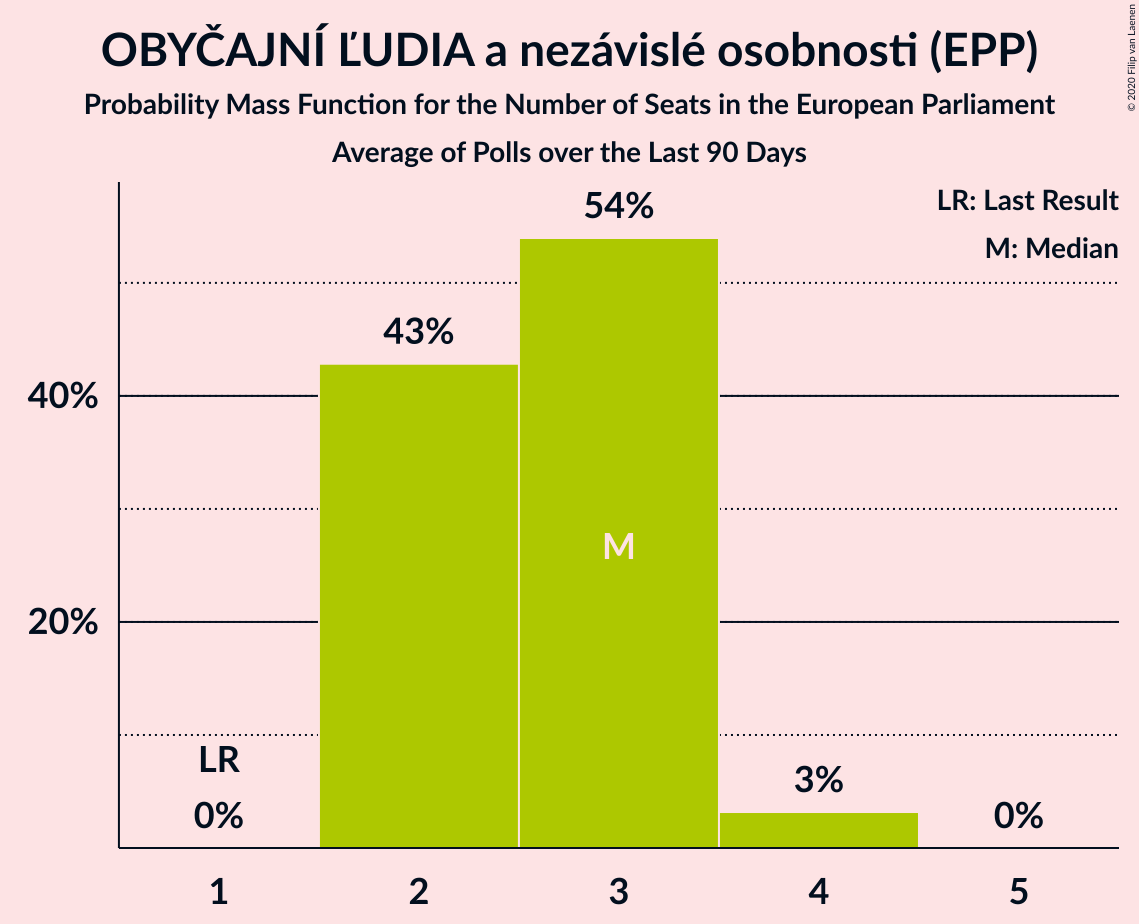 OBYČAJNÍ ĽUDIA a nezávislé osobnosti (EPP)
Probability Mass Function for the Number of Seats in the European Parliament
Average of Polls over the Last 90 Days
© 2020 Filip van Laenen
LR: Last Result
M: Median
54%
43%
40%
M
20%
LR
3%
0%
0%
1 2 3 4 5